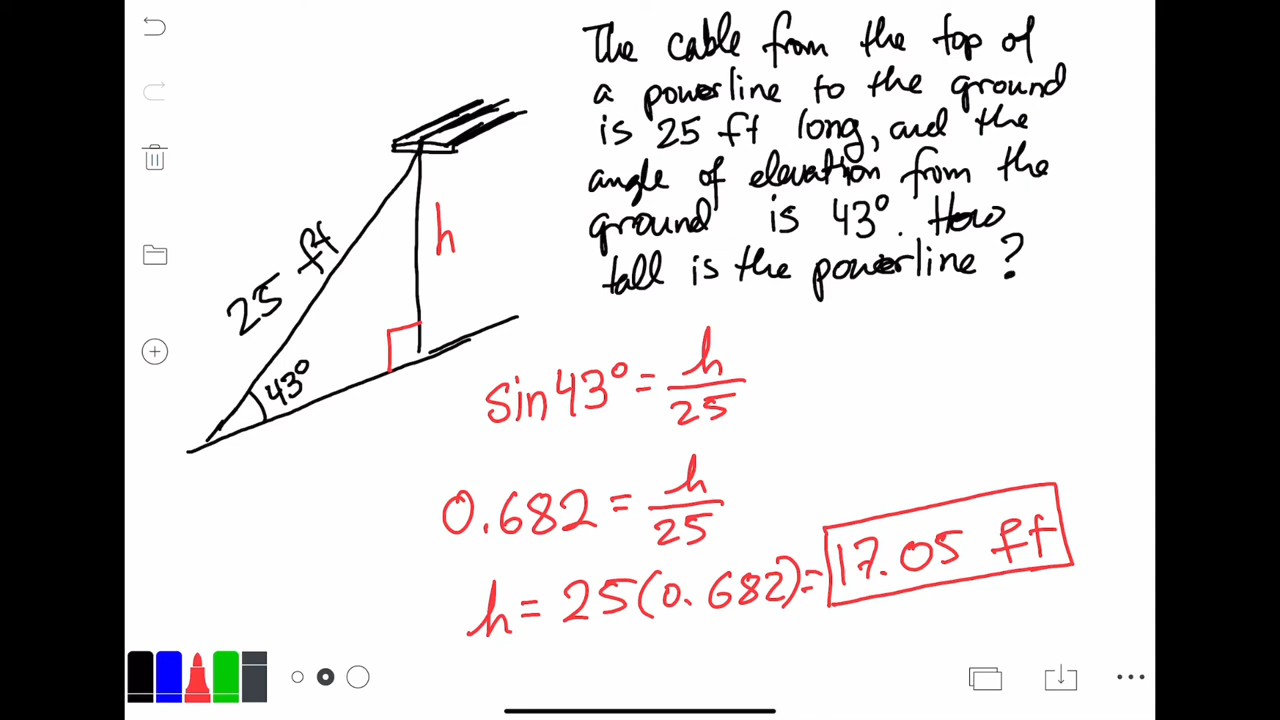 The cable from the top of
a powerline to the ground
is 25 ft long, and the
angle of elevation from the
ground is 43°. How
tall is the powerline?
25 ft
h
43°
sin 43° = h/25
0.682 = h/25
h = 25(0.682) = 17.05 ft